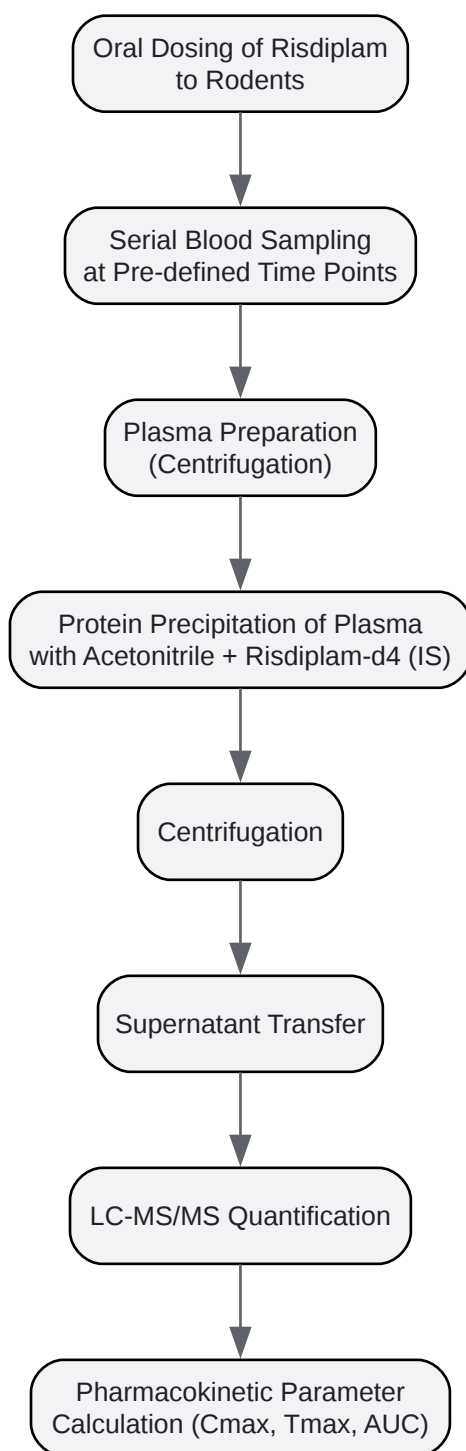 Oral Dosing of Risdiplam
to Rodents
Serial Blood Sampling
at Pre-defined Time Points
Plasma Preparation
(Centrifugation)
Protein Precipitation of Plasma
with Acetonitrile + Risdiplam-d4 (IS)
Centrifugation
Supernatant Transfer
LC-MS/MS Quantification
Pharmacokinetic Parameter
Calculation (Cmax, Tmax, AUC)